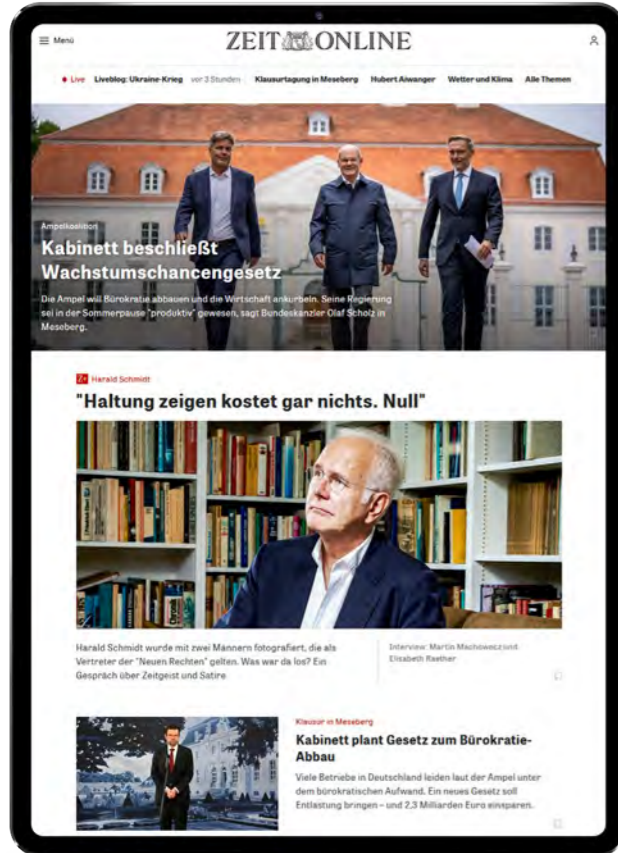 Menü
ZEIT ONLINE
Live Liveblog: Ukraine-Krieg vor 3 Stunden Klausurtagung in Meseberg Hubert Aiwanger Wetter und Klima Alle Themen
Ampelkoalition
Kabinett beschließt
Wachstumschancengesetz
Die Ampel will Bürokratie abbauen und die Wirtschaft ankurbeln. Seine Regierung
sei in der Sommerpause "produktiv" gewesen, sagt Bundeskanzler Olaf Scholz in
Meseberg.
Z+ Harald Schmidt
"Haltung zeigen kostet gar nichts. Null"
Harald Schmidt wurde mit zwei Männern fotografiert, die als
Vertreter der "Neuen Rechten" gelten. Was war da los? Ein
Gespräch über Zeitgeist und Satire
Interview: Martin Machowecz und
Elisabeth Raether
Klausur in Meseberg
Kabinett plant Gesetz zum Bürokratie-
Abbau
Viele Betriebe in Deutschland leiden laut der Ampel unter
dem bürokratischen Aufwand. Ein neues Gesetz soll
Entlastung bringen – und 2,3 Milliarden Euro einsparen.